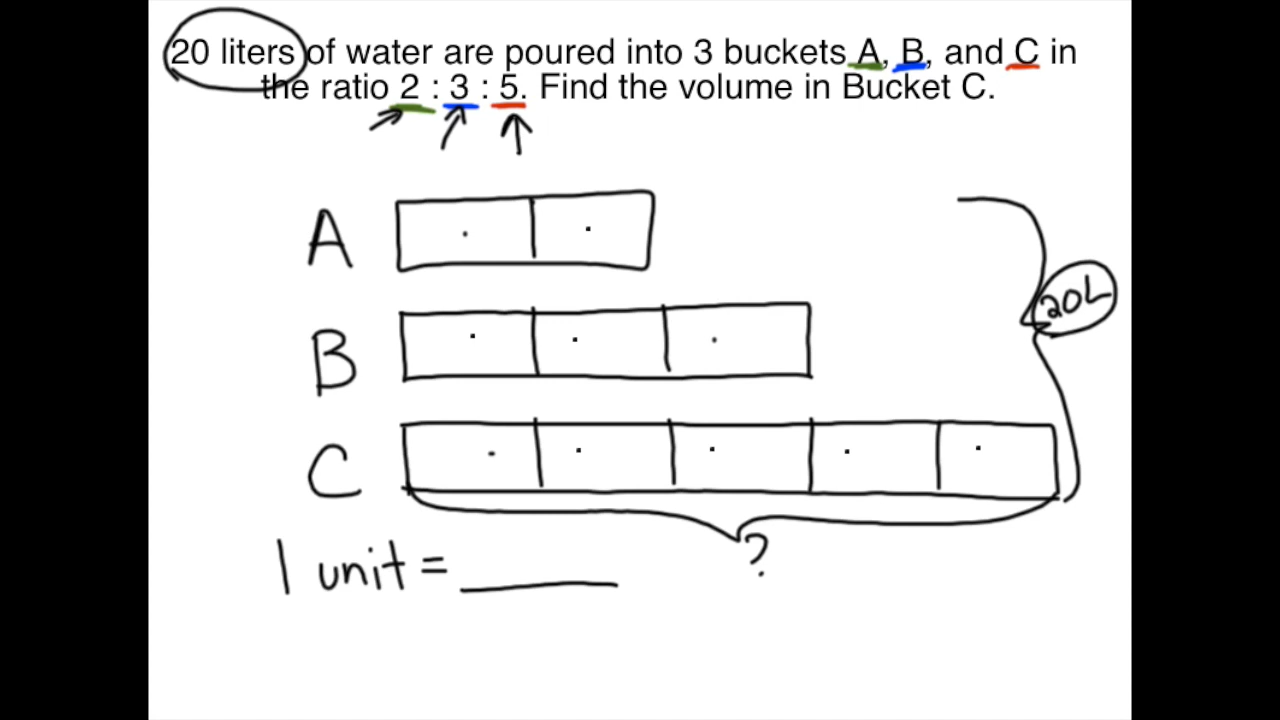 20 liters of water are poured into 3 buckets A, B, and C in
the ratio 2 : 3 : 5. Find the volume in Bucket C.
A
B
20L
C
?
1 unit = ______